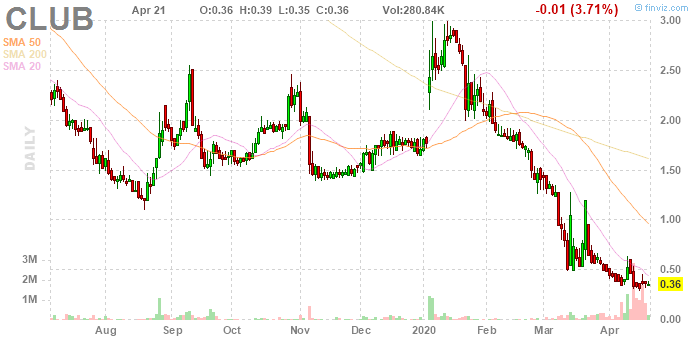 CLUB
Apr 21 O:0.36 H:0.39 L:0.35 C:0.36 Vol:280.84K -0.01 (3.71%) © finviz.com
SMA 50
SMA 200
SMA 20
DAILY
3.00
2.50
2.00
1.50
1.00
0.50
0.36
3M
2M
1M
Aug Sep Oct Nov Dec 2020 Feb Mar Apr